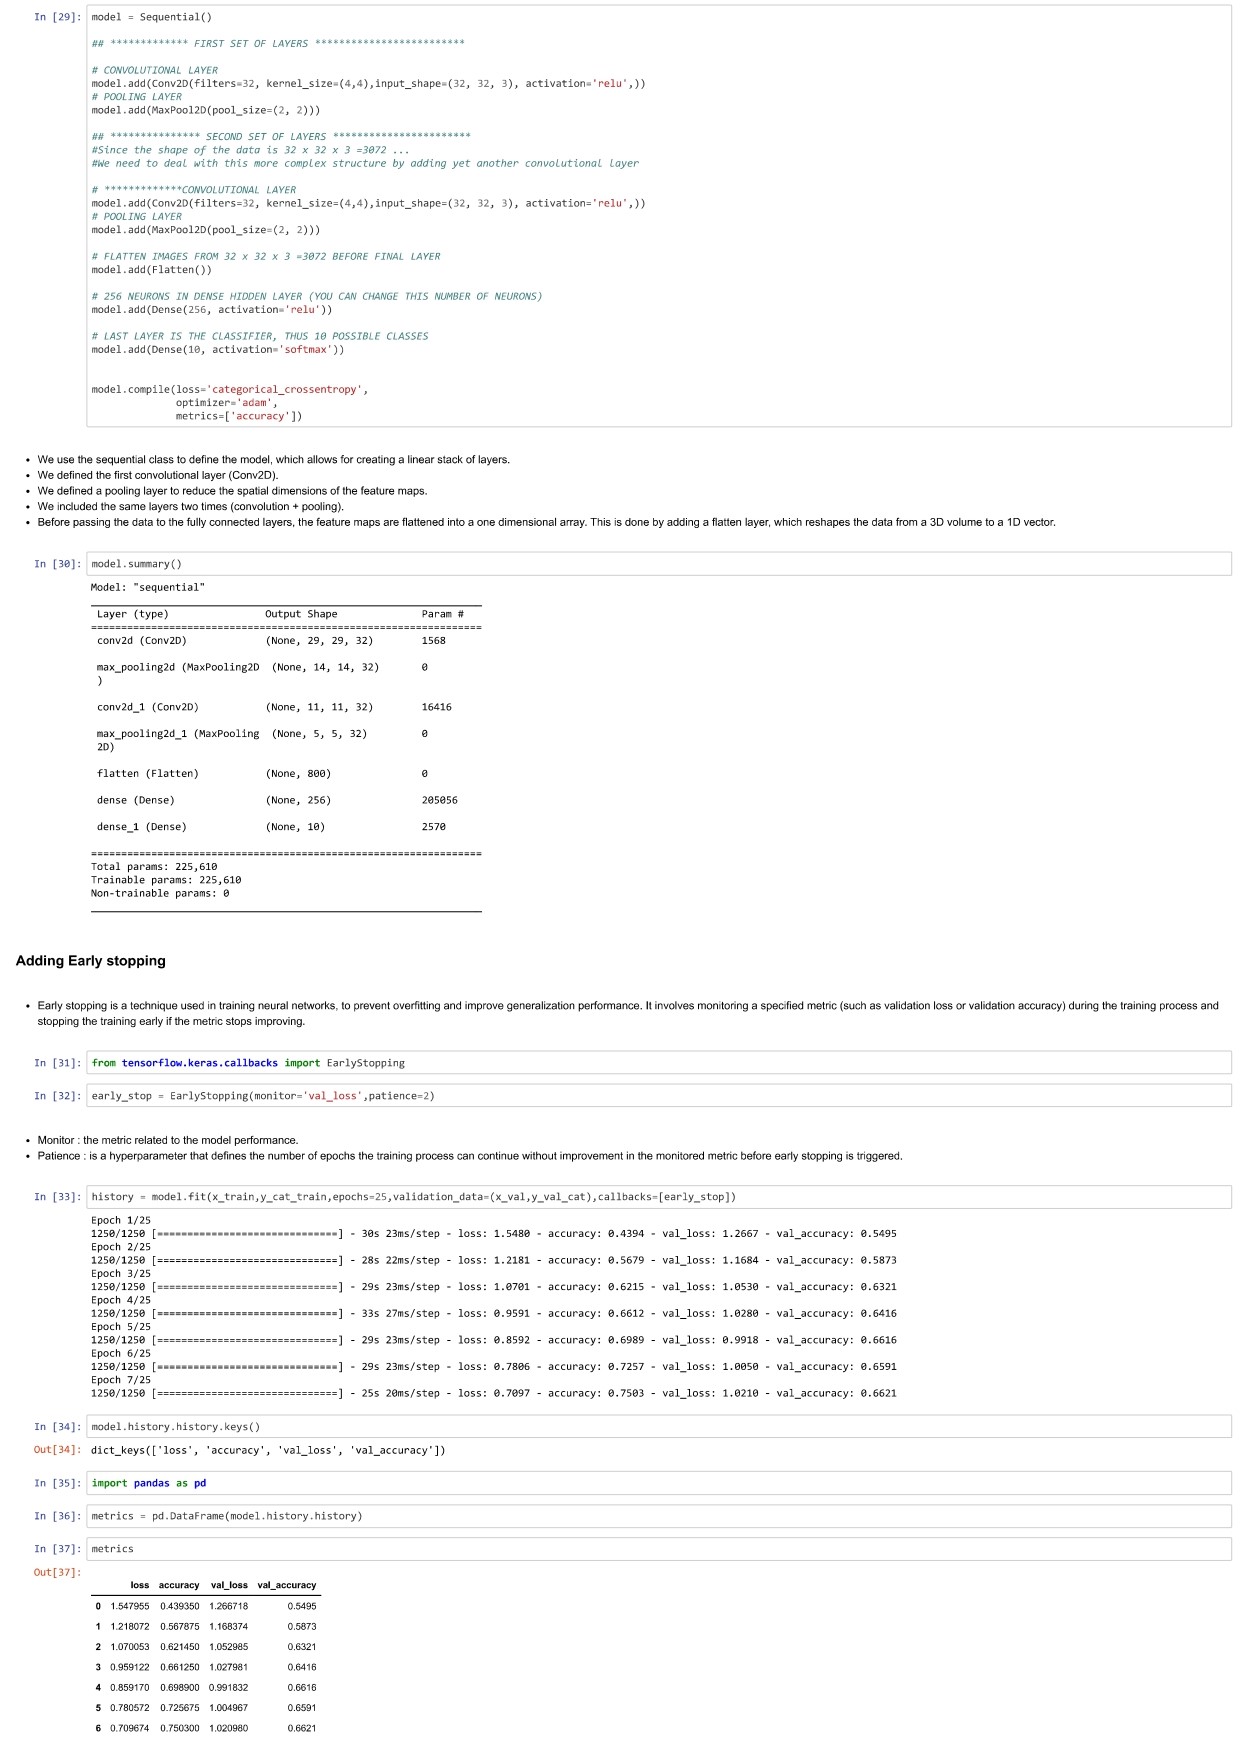 In [29]: model = Sequential()
## ************* FIRST SET OF LAYERS *************************
# CONVOLUTIONAL LAYER
model.add(Conv2D(filters=32, kernel_size=(4,4),input_shape=(32, 32, 3), activation='relu',))
# POOLING LAYER
model.add(MaxPool2D(pool_size=(2, 2)))
## *************** SECOND SET OF LAYERS ***********************
#Since the shape of the data is 32 x 32 x 3 =3072 ...
#We need to deal with this more complex structure by adding yet another convolutional layer
# *************CONVOLUTIONAL LAYER
model.add(Conv2D(filters=32, kernel_size=(4,4),input_shape=(32, 32, 3), activation='relu',))
# POOLING LAYER
model.add(MaxPool2D(pool_size=(2, 2)))
# FLATTEN IMAGES FROM 32 x 32 x 3 =3072 BEFORE FINAL LAYER
model.add(Flatten())
# 256 NEURONS IN DENSE HIDDEN LAYER (YOU CAN CHANGE THIS NUMBER OF NEURONS)
model.add(Dense(256, activation='relu'))
# LAST LAYER IS THE CLASSIFIER, THUS 10 POSSIBLE CLASSES
model.add(Dense(10, activation='softmax'))
model.compile(loss='categorical_crossentropy',
optimizer='adam',
metrics=['accuracy'])
• We use the sequential class to define the model, which allows for creating a linear stack of layers.
• We defined the first convolutional layer (Conv2D).
• We defined a pooling layer to reduce the spatial dimensions of the feature maps.
• We included the same layers two times (convolution + pooling).
• Before passing the data to the fully connected layers, the feature maps are flattened into a one dimensional array. This is done by adding a flatten layer, which reshapes the data from a 3D volume to a 1D vector.
In [30]: model.summary()
Model: "sequential"
Layer (type) Output Shape Param #
=================================================================
conv2d (Conv2D) (None, 29, 29, 32) 1568
max_pooling2d (MaxPooling2D (None, 14, 14, 32) 0
)
conv2d_1 (Conv2D) (None, 11, 11, 32) 16416
max_pooling2d_1 (MaxPooling (None, 5, 5, 32) 0
2D)
flatten (Flatten) (None, 800) 0
dense (Dense) (None, 256) 205056
dense_1 (Dense) (None, 10) 2570
=================================================================
Total params: 225,610
Trainable params: 225,610
Non-trainable params: 0
Adding Early stopping
• Early stopping is a technique used in training neural networks, to prevent overfitting and improve generalization performance. It involves monitoring a specified metric (such as validation loss or validation accuracy) during the training process and
stopping the training early if the metric stops improving.
In [31]: from tensorflow.keras.callbacks import EarlyStopping
In [32]: early_stop = EarlyStopping(monitor='val_loss',patience=2)
• Monitor : the metric related to the model performance.
• Patience : is a hyperparameter that defines the number of epochs the training process can continue without improvement in the monitored metric before early stopping is triggered.
In [33]: history = model.fit(x_train,y_cat_train,epochs=25,validation_data=(x_val,y_val_cat),callbacks=[early_stop])
Epoch 1/25
1250/1250 [==============================] - 30s 23ms/step - loss: 1.5480 - accuracy: 0.4394 - val_loss: 1.2667 - val_accuracy: 0.5495
Epoch 2/25
1250/1250 [==============================] - 28s 22ms/step - loss: 1.2181 - accuracy: 0.5679 - val_loss: 1.1684 - val_accuracy: 0.5873
Epoch 3/25
1250/1250 [==============================] - 29s 23ms/step - loss: 1.0701 - accuracy: 0.6215 - val_loss: 1.0530 - val_accuracy: 0.6321
Epoch 4/25
1250/1250 [==============================] - 33s 27ms/step - loss: 0.9591 - accuracy: 0.6612 - val_loss: 1.0280 - val_accuracy: 0.6416
Epoch 5/25
1250/1250 [==============================] - 29s 23ms/step - loss: 0.8592 - accuracy: 0.6989 - val_loss: 0.9918 - val_accuracy: 0.6616
Epoch 6/25
1250/1250 [==============================] - 29s 23ms/step - loss: 0.7806 - accuracy: 0.7257 - val_loss: 1.0050 - val_accuracy: 0.6591
Epoch 7/25
1250/1250 [==============================] - 25s 20ms/step - loss: 0.7097 - accuracy: 0.7503 - val_loss: 1.0210 - val_accuracy: 0.6621
In [34]: model.history.history.keys()
Out[34]: dict_keys(['loss', 'accuracy', 'val_loss', 'val_accuracy'])
In [35]: import pandas as pd
In [36]: metrics = pd.DataFrame(model.history.history)
In [37]: metrics
Out[37]:
loss accuracy val_loss val_accuracy
0 1.547955 0.439350 1.266718 0.5495
1 1.218072 0.567875 1.168374 0.5873
2 1.070053 0.621450 1.052985 0.6321
3 0.959122 0.661250 1.027981 0.6416
4 0.859170 0.698900 0.991832 0.6616
5 0.780572 0.725675 1.004967 0.6591
6 0.709674 0.750300 1.020980 0.6621